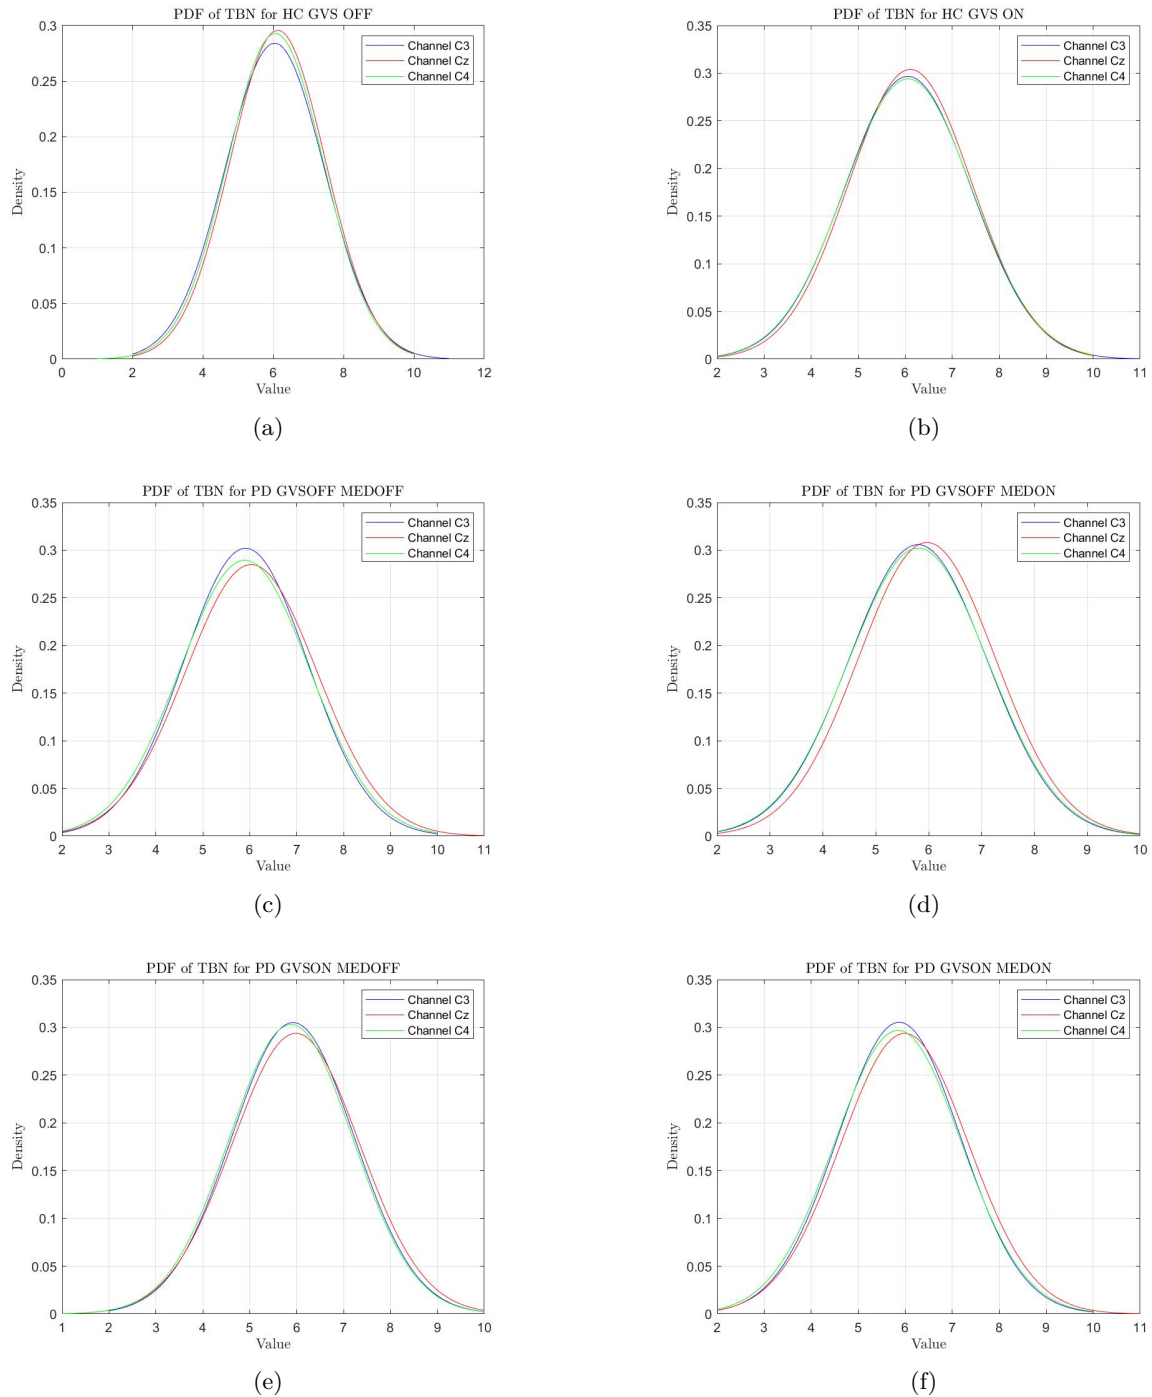 PDF of TBN for HC GVS OFF
0.3
0.25
0.2
0.15
0.1
0.05
0
Density
Channel C3
Channel Cz
Channel C4
0 2 4 6 8 10 12
Value
(a)
PDF of TBN for HC GVS ON
0.35
0.3
0.25
0.2
0.15
0.1
0.05
0
Density
Channel C3
Channel Cz
Channel C4
2 3 4 5 6 7 8 9 10 11
Value
(b)
PDF of TBN for PD GVSOFF MEDOFF
0.35
0.3
0.25
0.2
0.15
0.1
0.05
0
Density
Channel C3
Channel Cz
Channel C4
2 3 4 5 6 7 8 9 10 11
Value
(c)
PDF of TBN for PD GVSOFF MEDON
0.35
0.3
0.25
0.2
0.15
0.1
0.05
0
Density
Channel C3
Channel Cz
Channel C4
2 3 4 5 6 7 8 9 10
Value
(d)
PDF of TBN for PD GVSON MEDOFF
0.35
0.3
0.25
0.2
0.15
0.1
0.05
0
Density
Channel C3
Channel Cz
Channel C4
1 2 3 4 5 6 7 8 9 10
Value
(e)
PDF of TBN for PD GVSON MEDON
0.35
0.3
0.25
0.2
0.15
0.1
0.05
0
Density
Channel C3
Channel Cz
Channel C4
2 3 4 5 6 7 8 9 10 11
Value
(f)